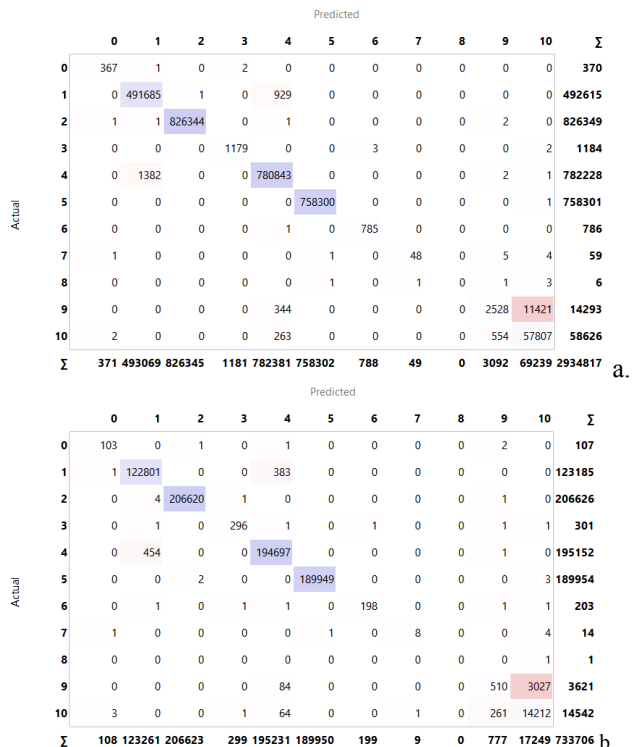 Predicted
0 1 2 3 4 5 6 7 8 9 10 Σ
0 367 1 0 2 0 0 0 0 0 0 0 370
1 0 491685 1 0 929 0 0 0 0 0 0 492615
2 1 1 826344 0 1 0 0 0 0 2 0 826349
3 0 0 0 1179 0 0 3 0 0 0 2 1184
4 0 1382 0 0 780843 0 0 0 0 2 1 782228
5 0 0 0 0 0 758300 0 0 0 0 1 758301
6 0 0 0 0 1 0 785 0 0 0 0 786
7 1 0 0 0 0 1 0 48 0 5 4 59
8 0 0 0 0 0 1 0 1 0 1 3 6
9 0 0 0 0 344 0 0 0 0 2528 11421 14293
10 2 0 0 0 263 0 0 0 0 554 57807 58626
Σ 371 493069 826345 1181 782381 758302 788 49 0 3092 69239 2934817
Actual
a.
Predicted
0 1 2 3 4 5 6 7 8 9 10 Σ
0 103 0 1 0 1 0 0 0 0 2 0 107
1 1 122801 0 0 383 0 0 0 0 0 0 123185
2 0 4 206620 1 0 0 0 0 0 1 0 206626
3 0 1 0 296 1 0 1 0 0 1 1 301
4 0 454 0 0 194697 0 0 0 0 1 0 195152
5 0 0 2 0 0 189949 0 0 0 0 3 189954
6 0 1 0 1 1 0 198 0 0 1 1 203
7 1 0 0 0 0 1 0 8 0 0 4 14
8 0 0 0 0 0 0 0 0 0 0 1 1
9 0 0 0 0 84 0 0 0 0 510 3027 3621
10 3 0 0 1 64 0 0 1 0 261 14212 14542
Σ 108 123261 206623 299 195231 189950 199 9 0 777 17249 733706
Actual
b